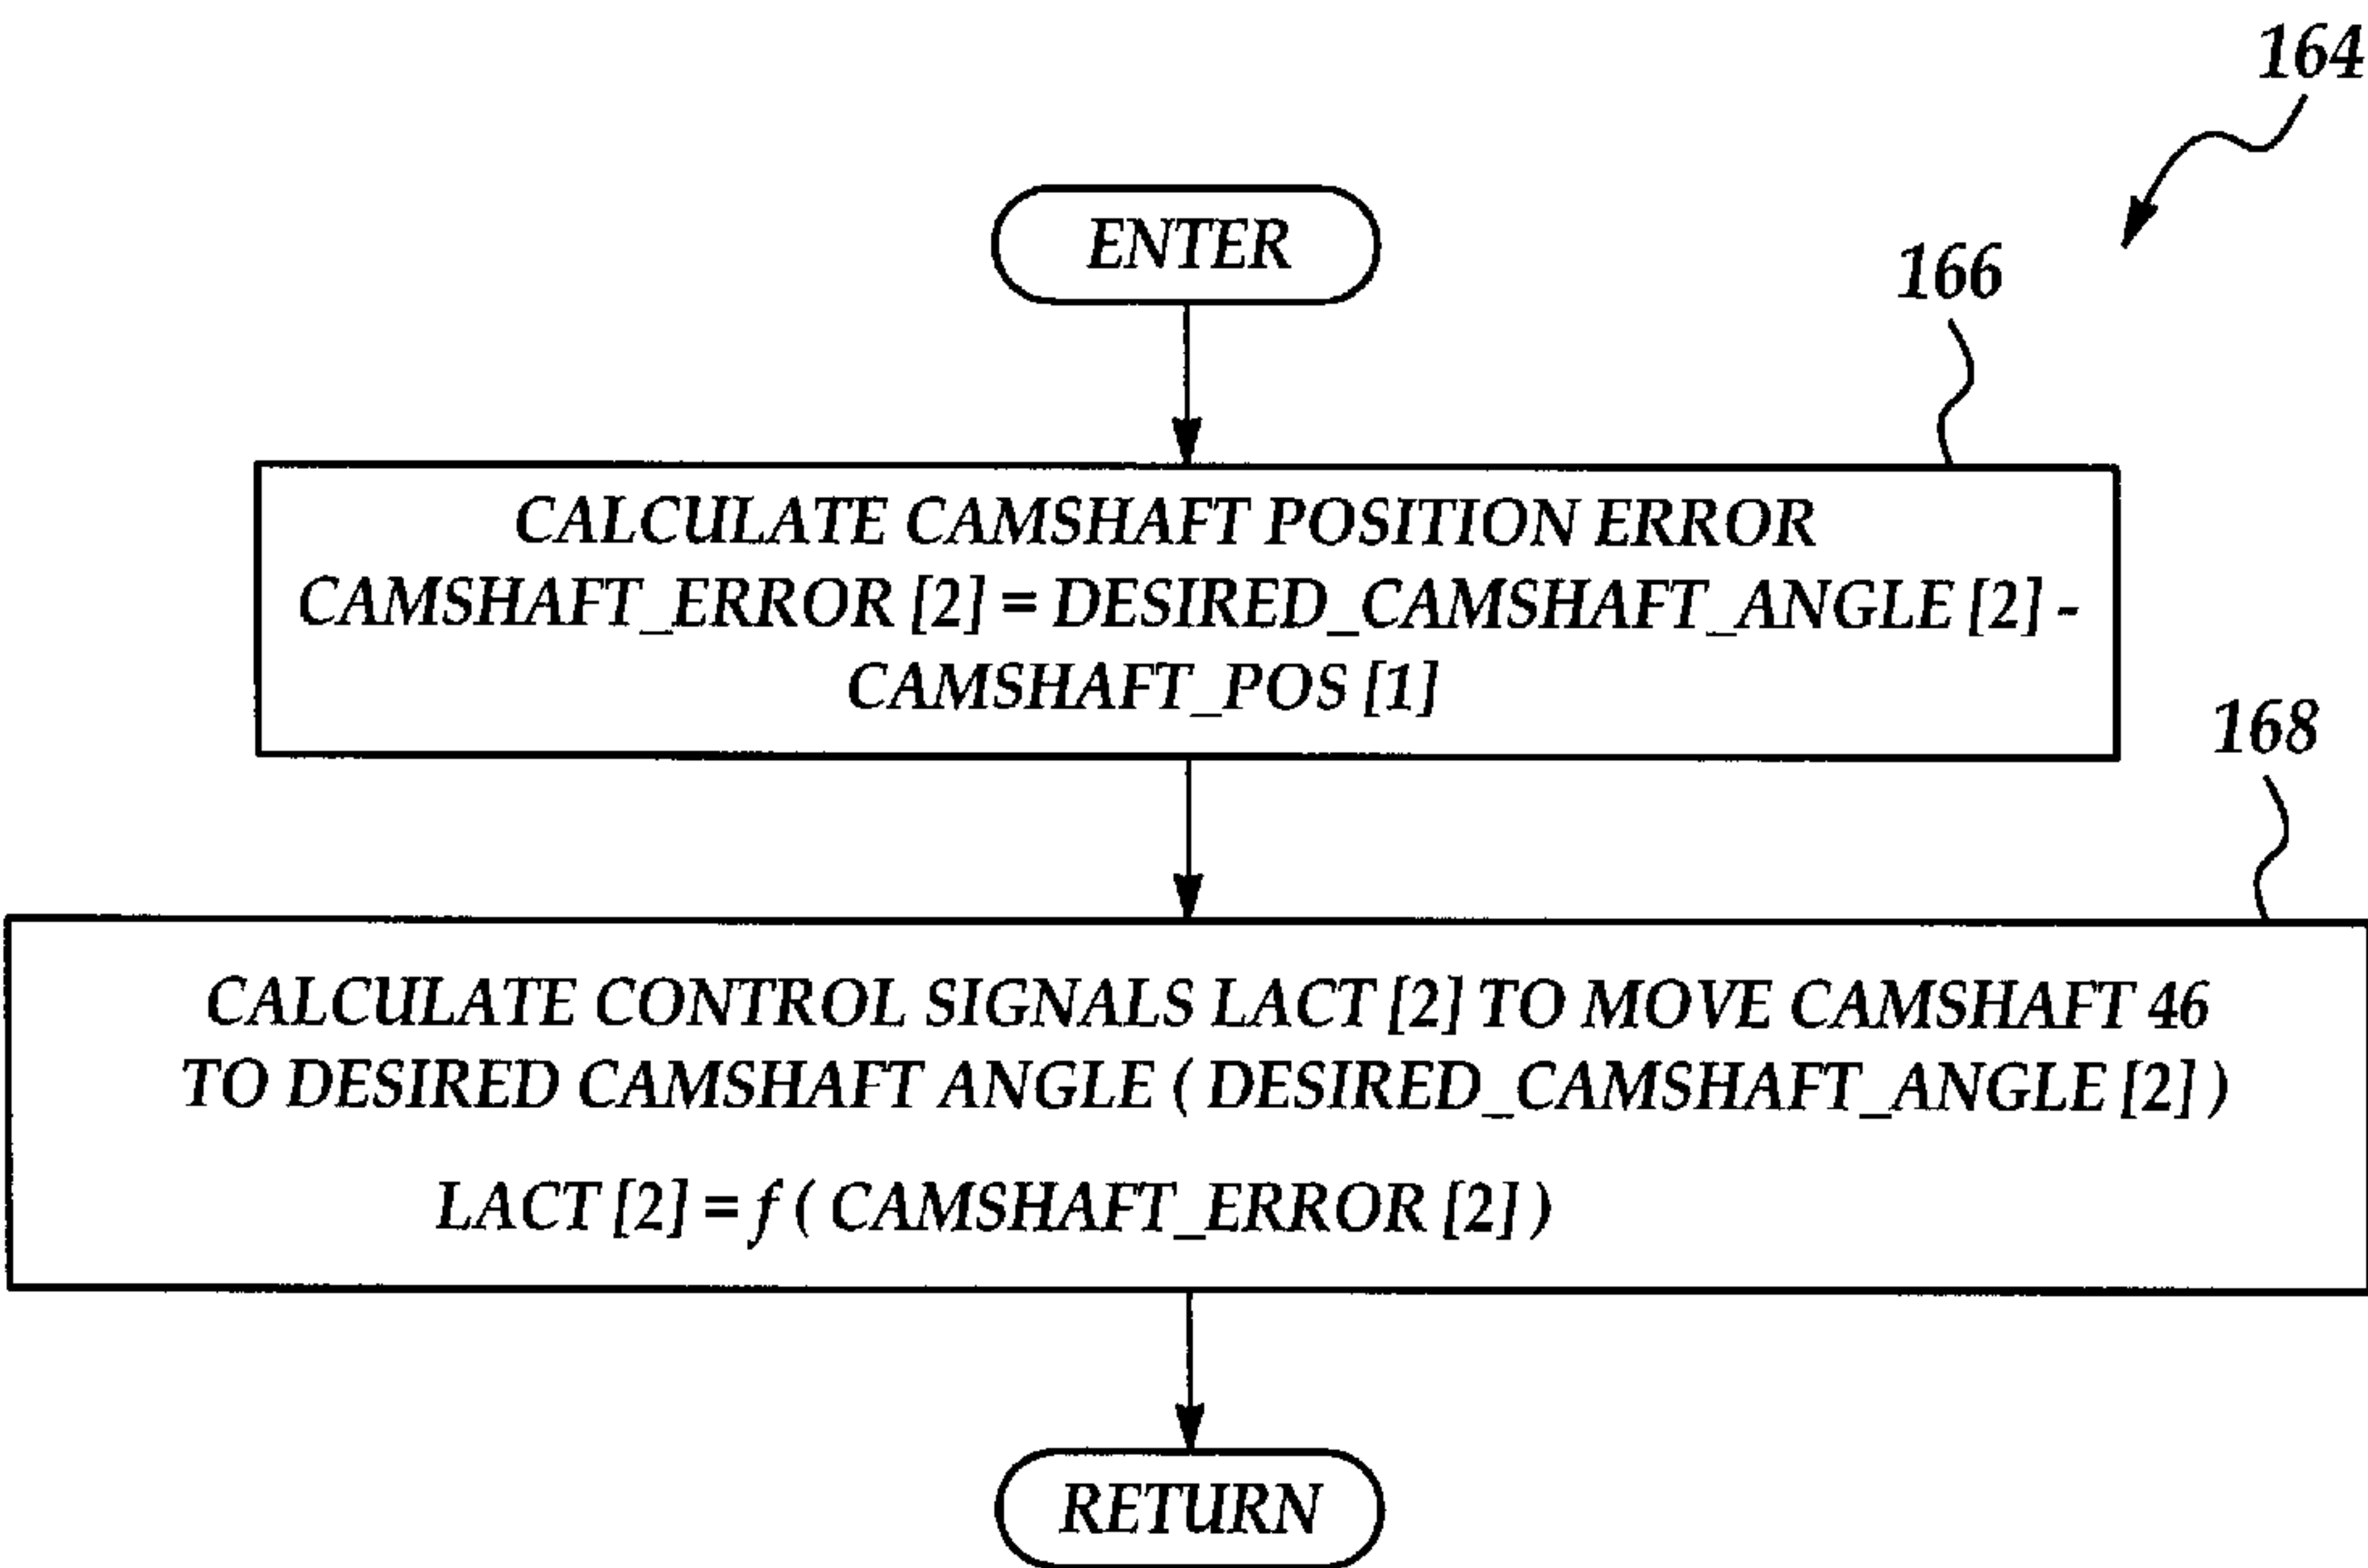 164
ENTER
166
CALCULATE CAMSHAFT POSITION ERROR
CAMSHAFT_ERROR [2] = DESIRED_CAMSHAFT_ANGLE [2] -
CAMSHAFT_POS [1]
168
CALCULATE CONTROL SIGNALS LACT [2] TO MOVE CAMSHAFT 46
TO DESIRED CAMSHAFT ANGLE ( DESIRED_CAMSHAFT_ANGLE [2] )
LACT [2] = f ( CAMSHAFT_ERROR [2] )
RETURN